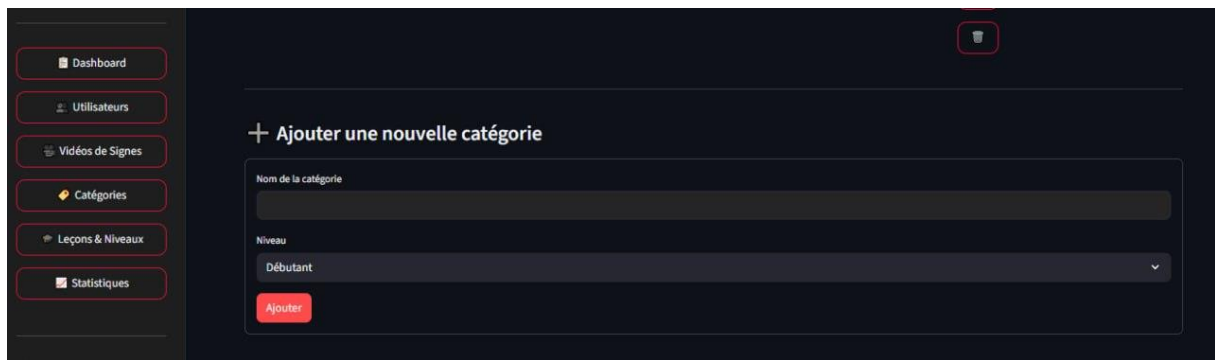 Dashboard
Utilisateurs
Vidéos de Signes
Catégories
Leçons & Niveaux
Statistiques
Ajouter une nouvelle catégorie
Nom de la catégorie
Niveau
Débutant
Ajouter